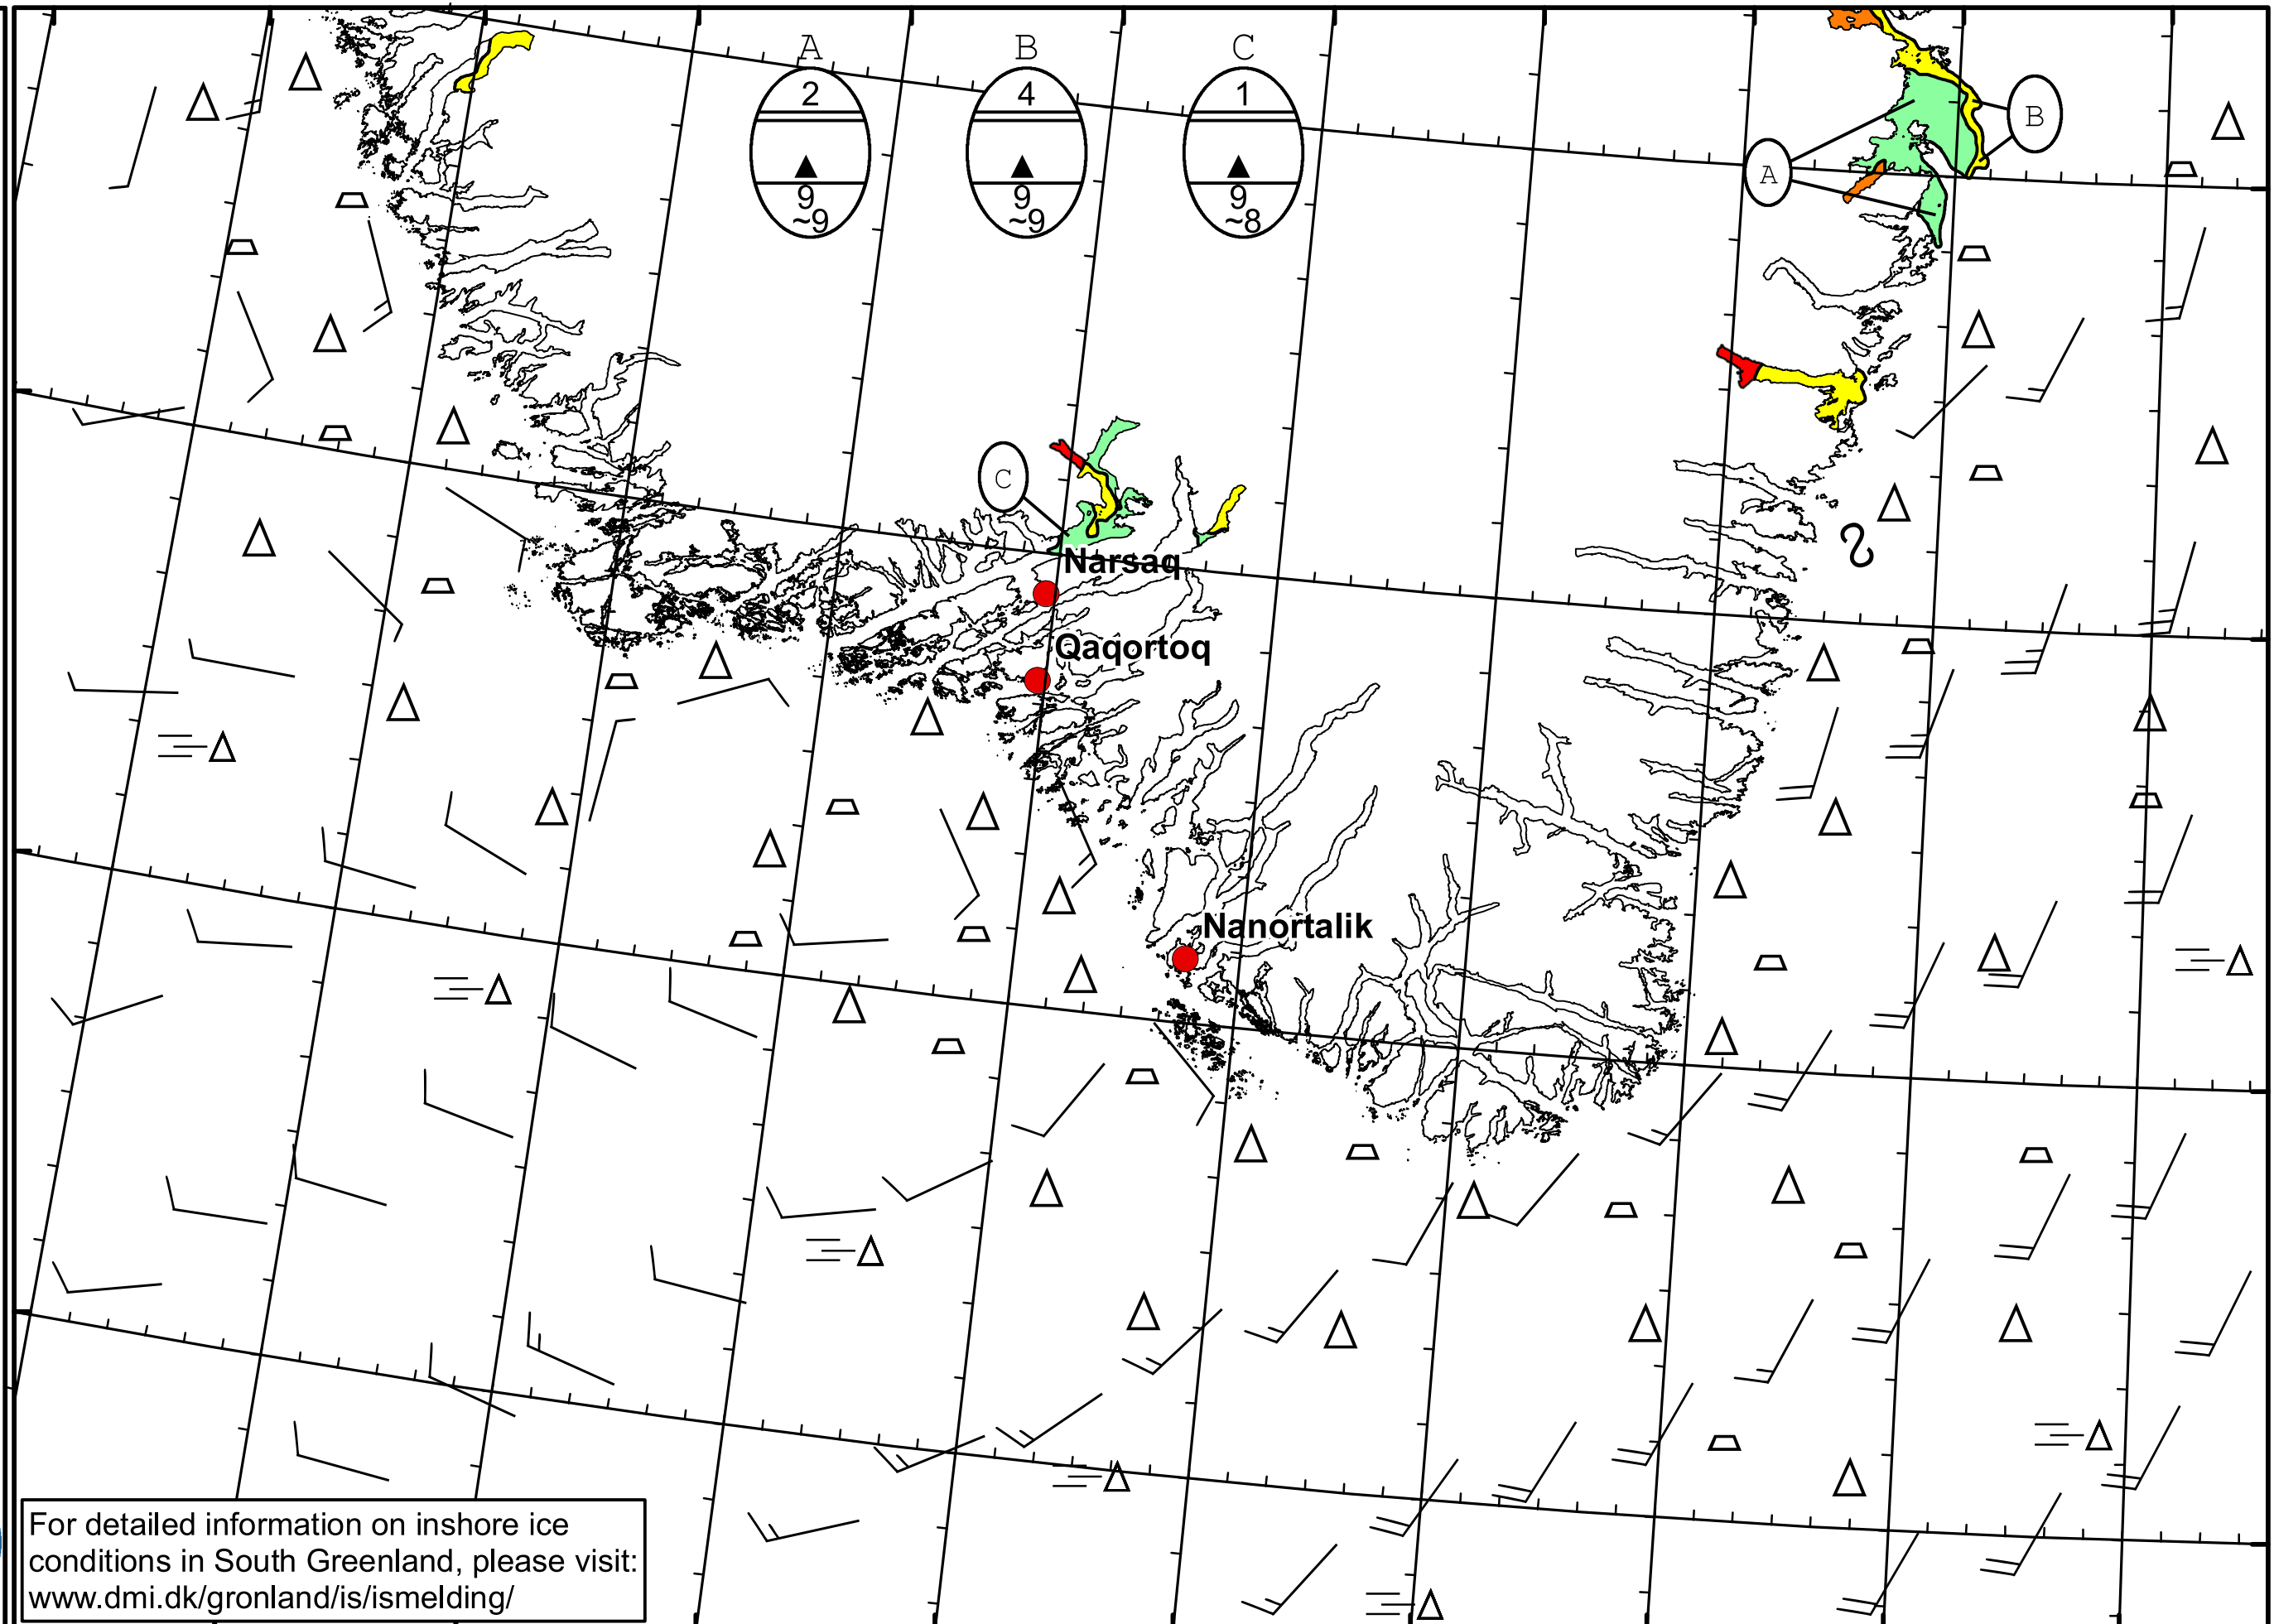 A B C
2 4 1
9 9 9
~9 ~9 ~8
B
A
C
Narsaq
Qaqortoq
Nanortalik
For detailed information on inshore ice
conditions in South Greenland, please visit:
www.dmi.dk/gronland/is/ismelding/